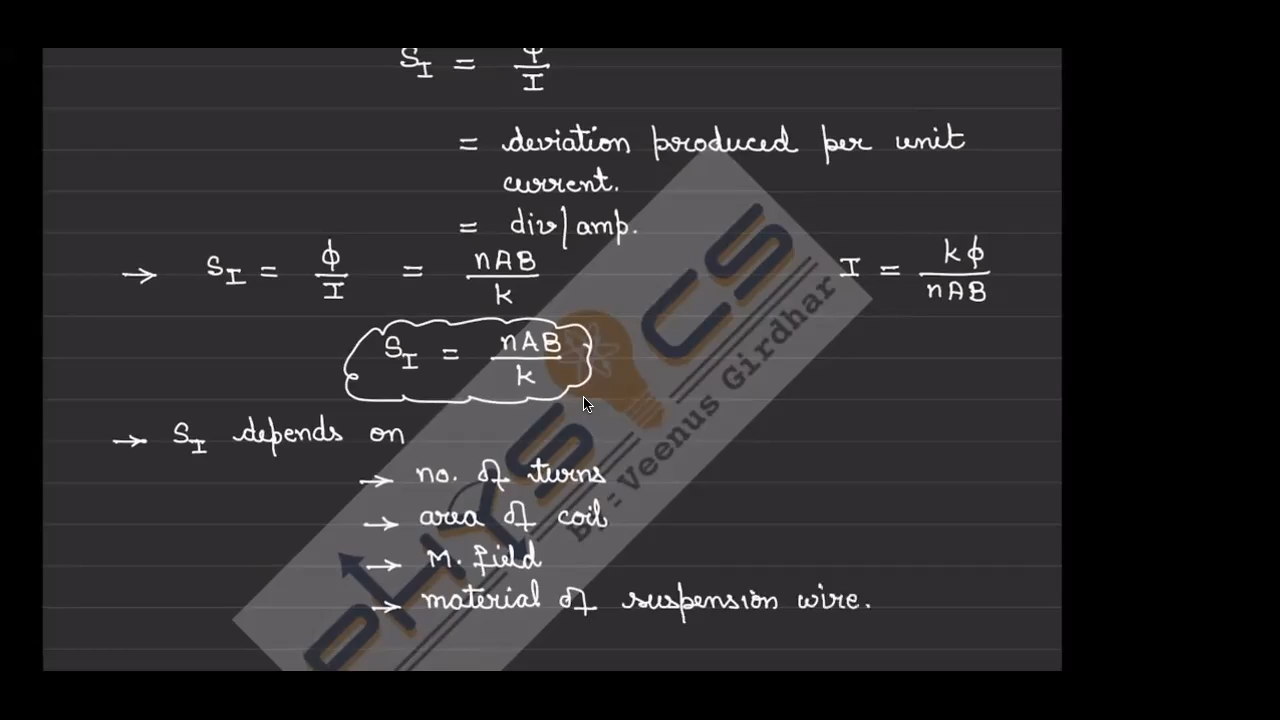 S_I = φ/I
= deviation produced per unit
current.
= div/amp.
→ S_I = φ/I = nAB/k    I = kφ/nAB
S_I = nAB/k
→ S_I depends on
→ no. of turns
→ area of coil
→ M. field
→ material of suspension wire.
PHYSICS
By: Veenus Girdhar